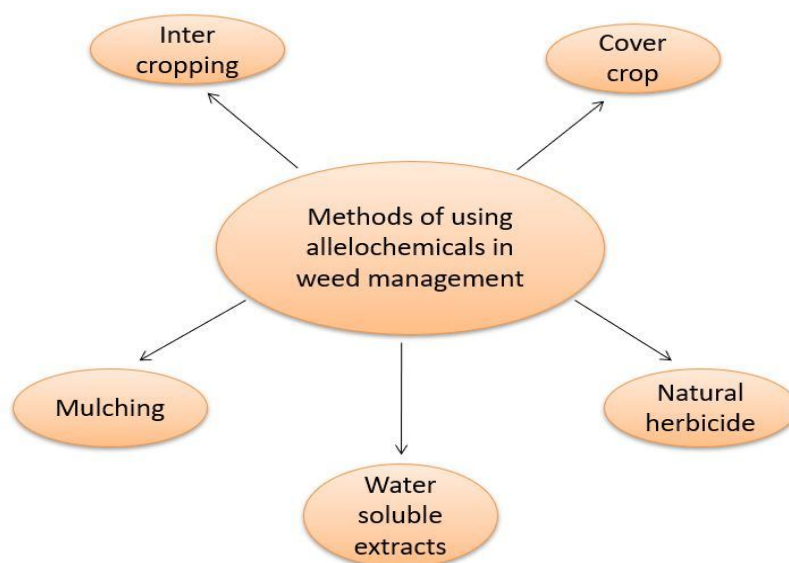 Inter
cropping
Cover
crop
Methods of using
allelochemicals in
weed management
Mulching
Natural
herbicide
Water
soluble
extracts